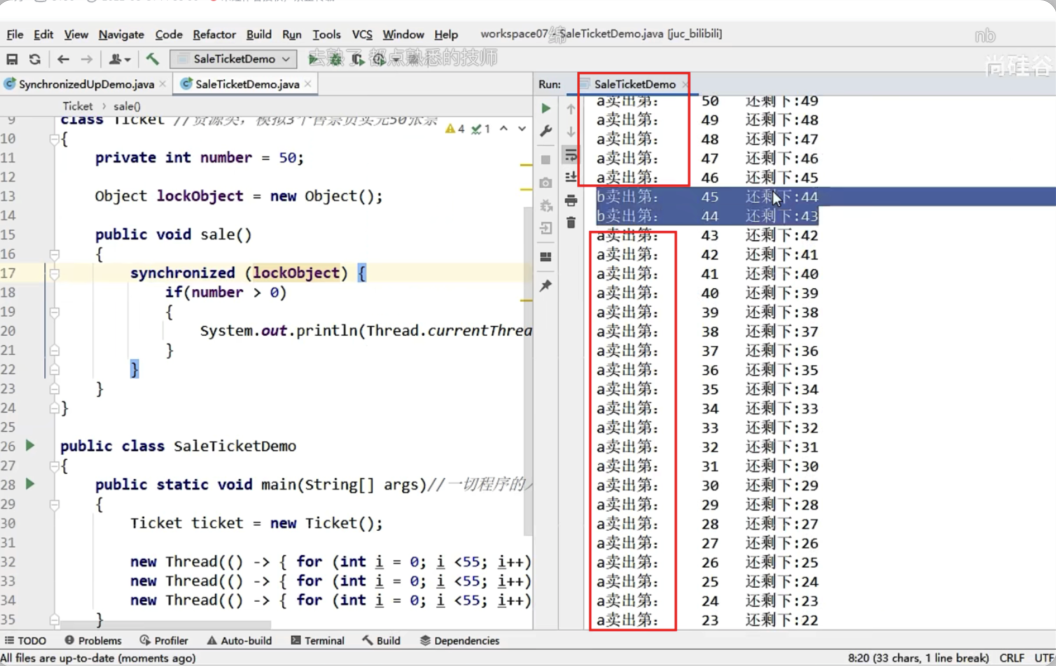 File Edit View Navigate Code Refactor Build Run Tools VCS Window Help workspace07 - SaleTicketDemo.java [juc_bilibili]
nb
尚硅谷
SaleTicketDemo
SynchronizedUpDemo.java SaleTicketDemo.java
Run: SaleTicketDemo
Ticket sale()
4 1
9 class Ticket //资源类，模拟3个售票员卖完50张票
10 {
11 private int number = 50;
12
13 Object lockObject = new Object();
14
15 public void sale()
16 {
17 synchronized (lockObject) {
18 if(number > 0)
19 {
20 System.out.println(Thread.currentThrea
21 }
22 }
23 }
24 }
25
26 public class SaleTicketDemo
27 {
28 public static void main(String[] args)//一切程序的
29 {
30 Ticket ticket = new Ticket();
31
32 new Thread(() -> { for (int i = 0; i <55; i++)
33 new Thread(() -> { for (int i = 0; i <55; i++)
34 new Thread(() -> { for (int i = 0; i <55; i++)
35 }
a卖出第： 50 还剩下:49
a卖出第： 49 还剩下:48
a卖出第： 48 还剩下:47
a卖出第： 47 还剩下:46
a卖出第： 46 还剩下:45
b卖出第： 45 还剩下:44
b卖出第： 44 还剩下:43
a卖出第： 43 还剩下:42
a卖出第： 42 还剩下:41
a卖出第： 41 还剩下:40
a卖出第： 40 还剩下:39
a卖出第： 39 还剩下:38
a卖出第： 38 还剩下:37
a卖出第： 37 还剩下:36
a卖出第： 36 还剩下:35
a卖出第： 35 还剩下:34
a卖出第： 34 还剩下:33
a卖出第： 33 还剩下:32
a卖出第： 32 还剩下:31
a卖出第： 31 还剩下:30
a卖出第： 30 还剩下:29
a卖出第： 29 还剩下:28
a卖出第： 28 还剩下:27
a卖出第： 27 还剩下:26
a卖出第： 26 还剩下:25
a卖出第： 25 还剩下:24
a卖出第： 24 还剩下:23
a卖出第： 23 还剩下:22
TODO Problems Profiler Auto-build Terminal Build Dependencies
All files are up-to-date (moments ago) 8:20 (33 chars, 1 line break) CRLF UTF